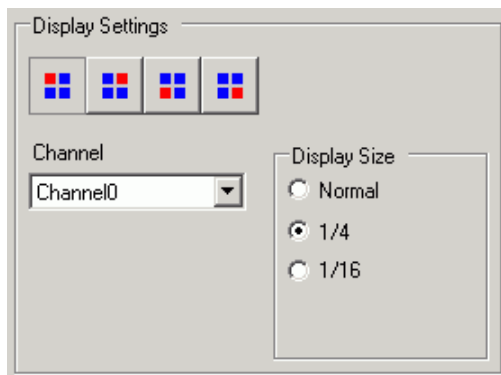 Display Settings
Channel
Channel0
Display Size
Normal
1/4
1/16